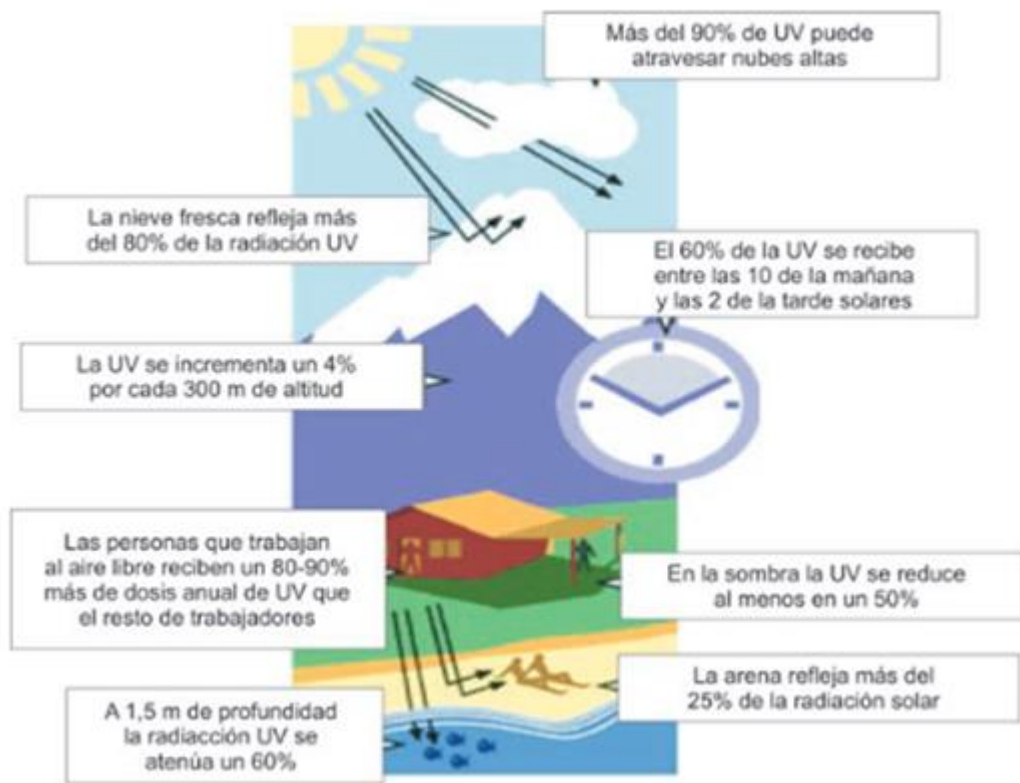 Más del 90% de UV puede
atravesar nubes altas
La nieve fresca refleja más
del 80% de la radiación UV
El 60% de la UV se recibe
entre las 10 de la mañana
y las 2 de la tarde solares
La UV se incrementa un 4%
por cada 300 m de altitud
Las personas que trabajan
al aire libre reciben un 80-90%
más de dosis anual de UV que
el resto de trabajadores
En la sombra la UV se reduce
al menos en un 50%
La arena refleja más del
25% de la radiación solar
A 1,5 m de profundidad
la radiacción UV se
atenúa un 60%